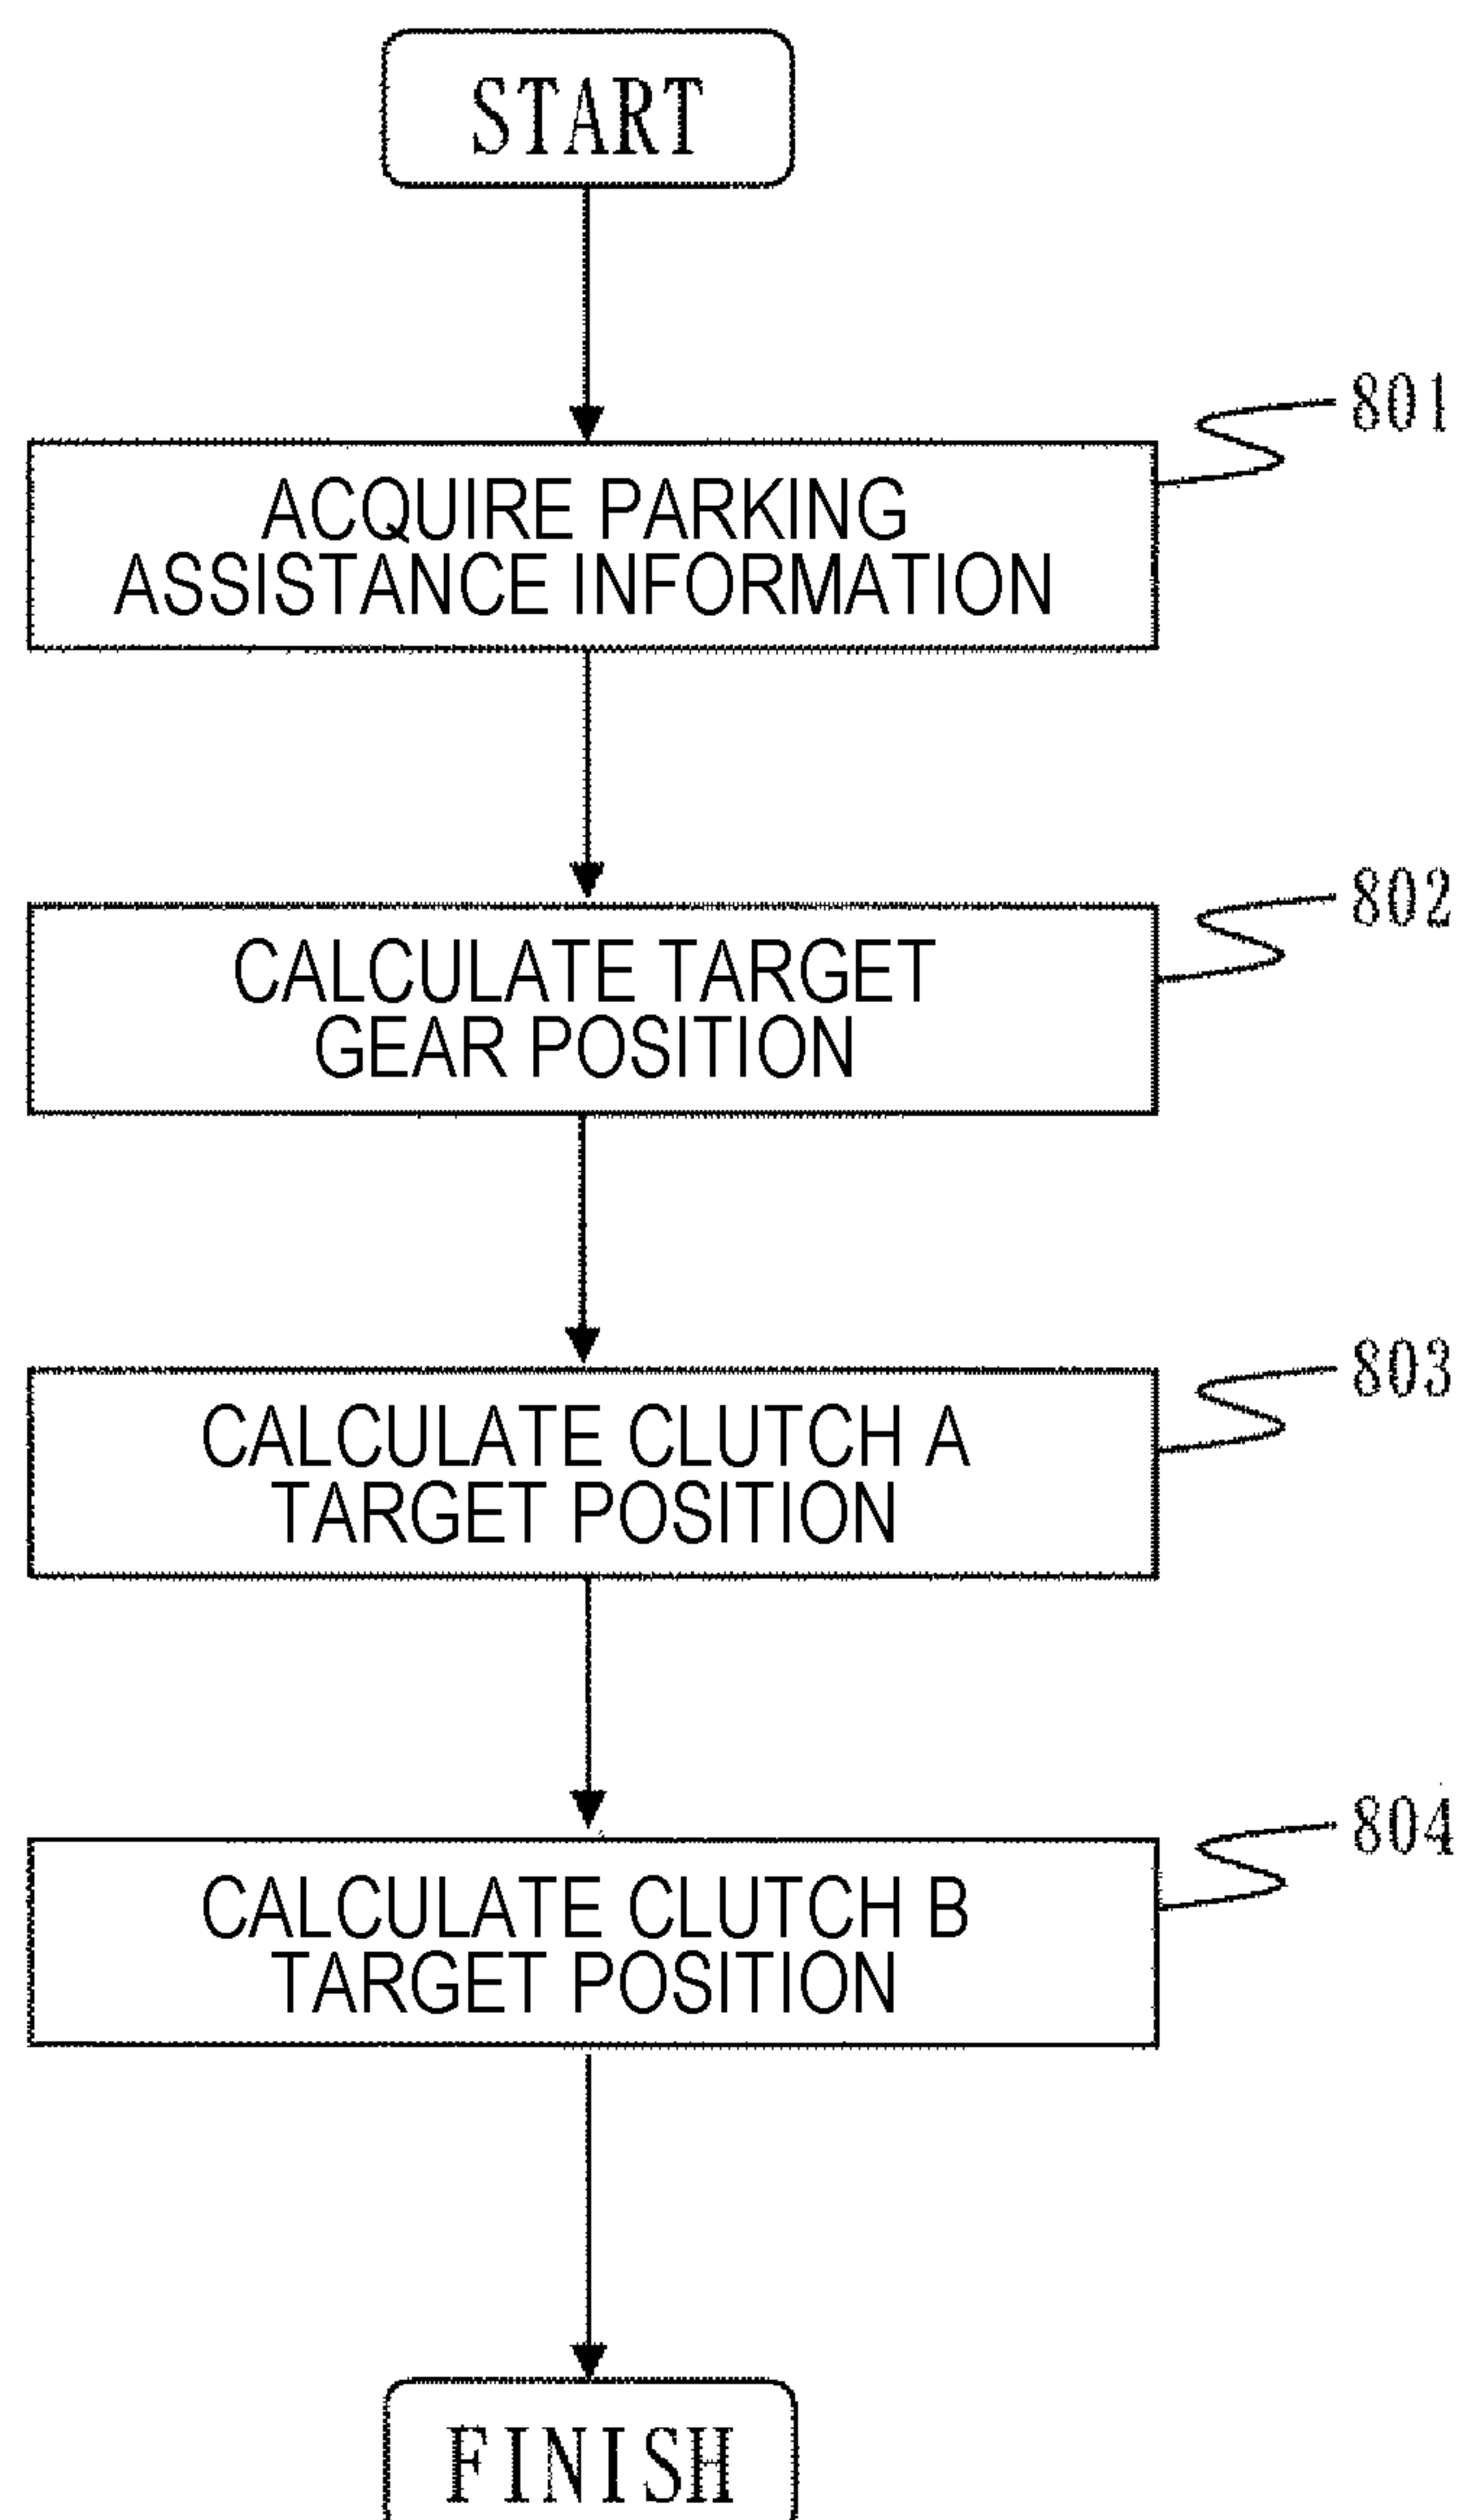 START
801
ACQUIRE PARKING
ASSISTANCE INFORMATION
802
CALCULATE TARGET
GEAR POSITION
803
CALCULATE CLUTCH A
TARGET POSITION
804
CALCULATE CLUTCH B
TARGET POSITION
FINISH